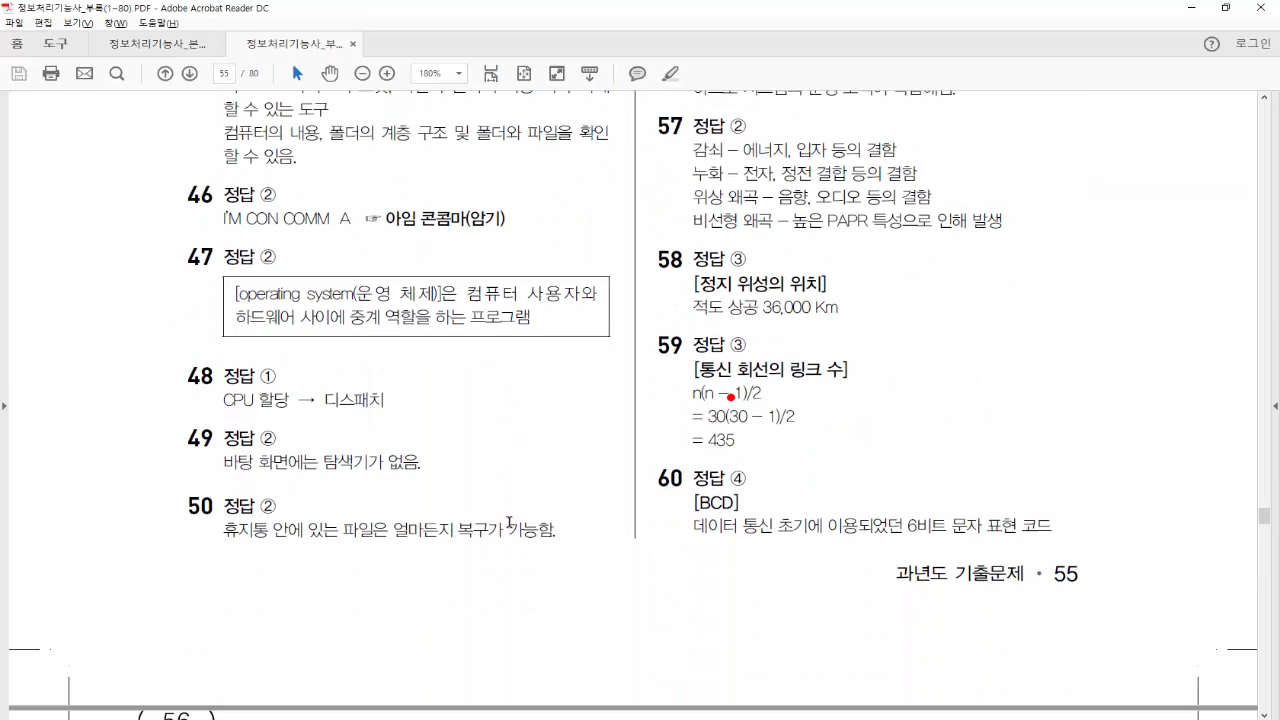 정보처리기능사_부록(1~80).PDF - Adobe Acrobat Reader DC
파일 편집 보기(V) 창(W) 도움말(H)
홈 도구 정보처리기능사_본... 정보처리기능사_부... × ? 로그인
55 / 80 180%
할 수 있는 도구
컴퓨터의 내용, 폴더의 계층 구조 및 폴더와 파일을 확인
할 수 있음.
46 정답 ②
I'M CON COMM A ☞ 아임 콘콤마(암기)
47 정답 ②
[operating system(운영 체제)]은 컴퓨터 사용자와
하드웨어 사이에 중계 역할을 하는 프로그램
48 정답 ①
CPU 할당 → 디스패치
49 정답 ②
바탕 화면에는 탐색기가 없음.
50 정답 ②
휴지통 안에 있는 파일은 얼마든지 복구가 가능함.
57 정답 ②
감쇠 – 에너지, 입자 등의 결함
누화 – 전자, 정전 결합 등의 결함
위상 왜곡 – 음향, 오디오 등의 결함
비선형 왜곡 – 높은 PAPR 특성으로 인해 발생
58 정답 ③
[정지 위성의 위치]
적도 상공 36,000 Km
59 정답 ③
[통신 회선의 링크 수]
n(n – 1)/2
= 30(30 – 1)/2
= 435
60 정답 ④
[BCD]
데이터 통신 초기에 이용되었던 6비트 문자 표현 코드
과년도 기출문제 • 55
( 56 )